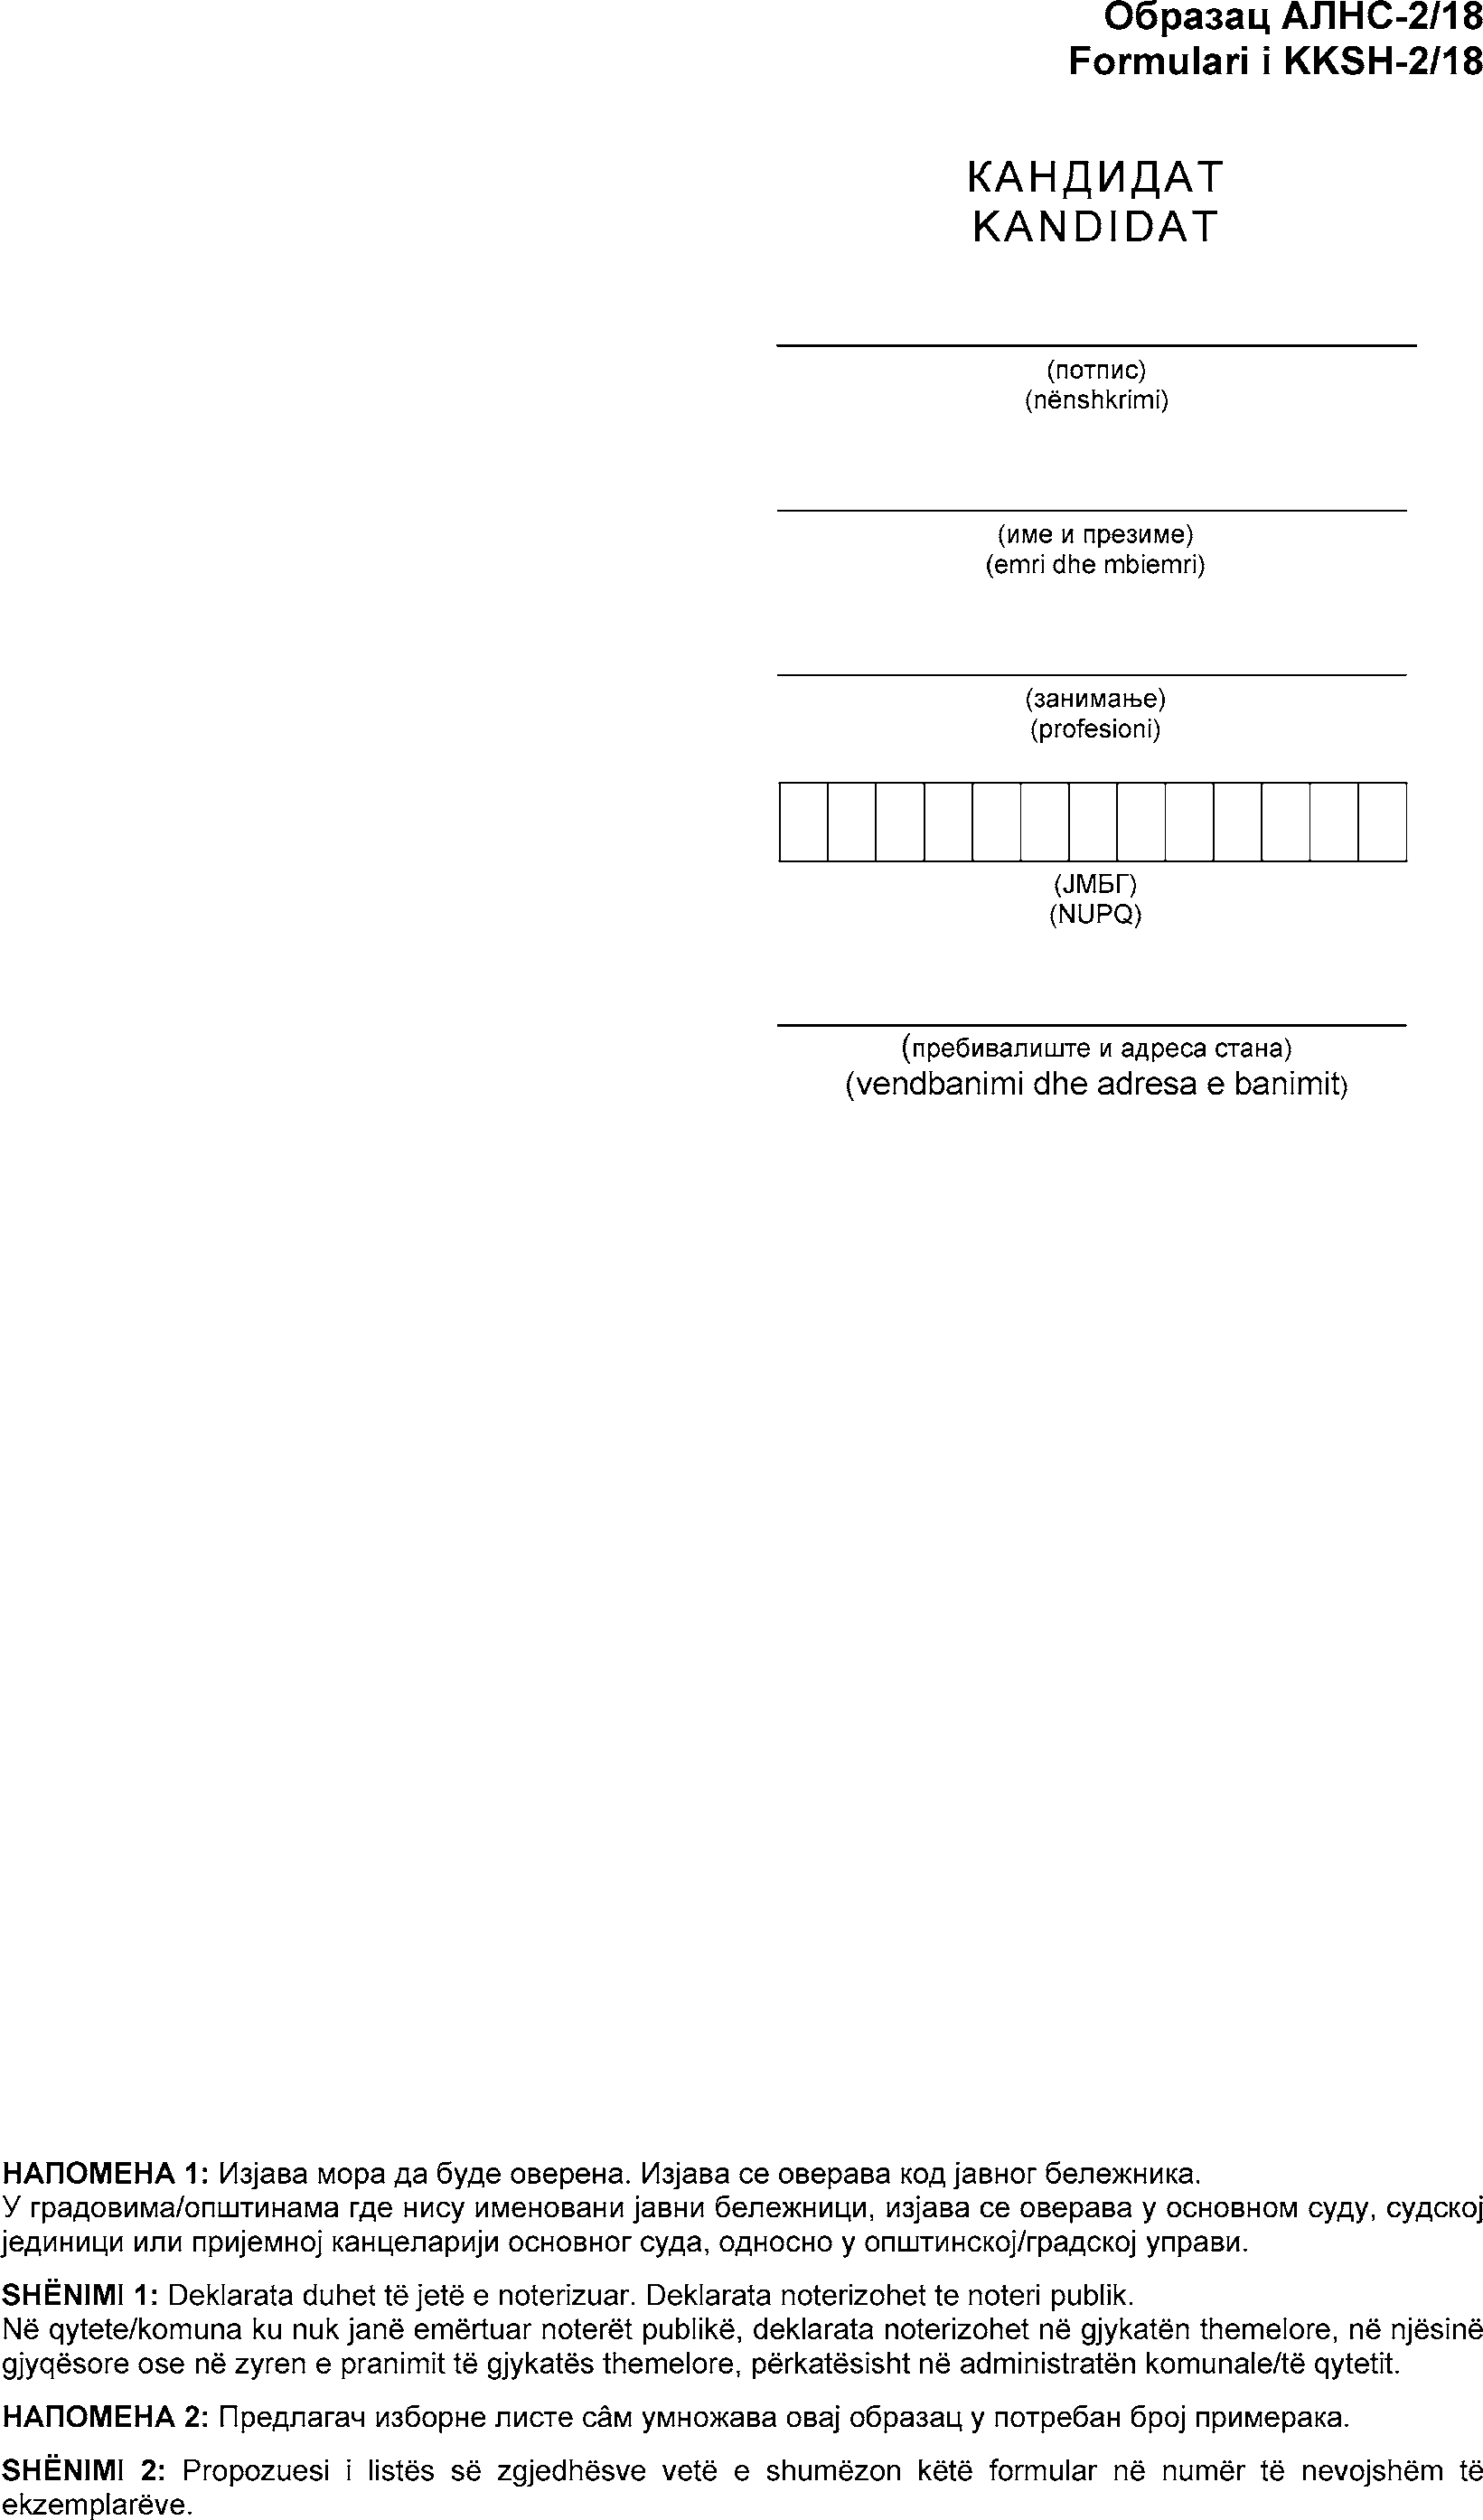 Образац АЛНС-2/18
Formulari i KKSH-2/18
КАНДИДАТ
KANDIDAT
(потпис)
(nënshkrimi)
(име и презиме)
(emri dhe mbiemri)
(занимање)
(profesioni)
(ЈМБГ)
(NUPQ)
(пребивалиште и адреса стана)
(vendbanimi dhe adresa e banimit)
НАПОМЕНА 1: Изјава мора да буде оверена. Изјава се оверава код јавног бележника.
У градовима/општинама где нису именовани јавни бележници, изјава се оверава у основном суду, судској
јединици или пријемној канцеларији основног суда, односно у општинској/градској управи.
SHËNIMI 1: Deklarata duhet të jetë e noterizuar. Deklarata noterizohet te noteri publik.
Në qytete/komuna ku nuk janë emërtuar noterët publikë, deklarata noterizohet në gjykatën themelore, në njësinë
gjyqësore ose në zyren e pranimit të gjykatës themelore, përkatësisht në administratën komunale/të qytetit.
НАПОМЕНА 2: Предлагач изборне листе сâм умножава овај образац у потребан број примерака.
SHËNIMI 2: Propozuesi i listës së zgjedhësve vetë e shumëzon këtë formular në numër të nevojshëm të
ekzemplarëve.